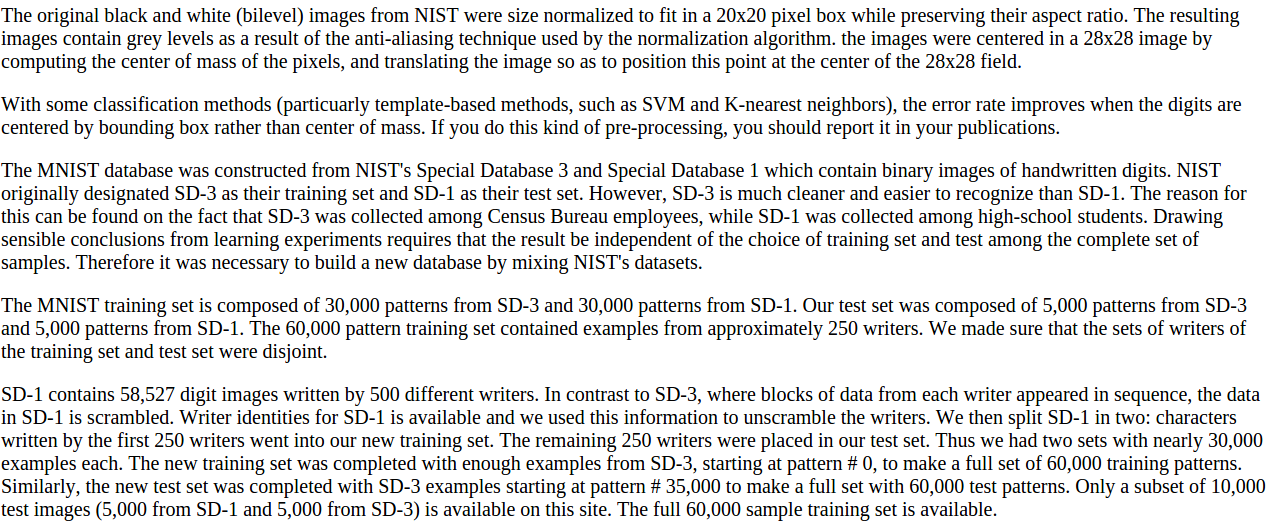 The original black and white (bilevel) images from NIST were size normalized to fit in a 20x20 pixel box while preserving their aspect ratio. The resulting
images contain grey levels as a result of the anti-aliasing technique used by the normalization algorithm. the images were centered in a 28x28 image by
computing the center of mass of the pixels, and translating the image so as to position this point at the center of the 28x28 field.
With some classification methods (particuarly template-based methods, such as SVM and K-nearest neighbors), the error rate improves when the digits are
centered by bounding box rather than center of mass. If you do this kind of pre-processing, you should report it in your publications.
The MNIST database was constructed from NIST's Special Database 3 and Special Database 1 which contain binary images of handwritten digits. NIST
originally designated SD-3 as their training set and SD-1 as their test set. However, SD-3 is much cleaner and easier to recognize than SD-1. The reason for
this can be found on the fact that SD-3 was collected among Census Bureau employees, while SD-1 was collected among high-school students. Drawing
sensible conclusions from learning experiments requires that the result be independent of the choice of training set and test among the complete set of
samples. Therefore it was necessary to build a new database by mixing NIST's datasets.
The MNIST training set is composed of 30,000 patterns from SD-3 and 30,000 patterns from SD-1. Our test set was composed of 5,000 patterns from SD-3
and 5,000 patterns from SD-1. The 60,000 pattern training set contained examples from approximately 250 writers. We made sure that the sets of writers of
the training set and test set were disjoint.
SD-1 contains 58,527 digit images written by 500 different writers. In contrast to SD-3, where blocks of data from each writer appeared in sequence, the data
in SD-1 is scrambled. Writer identities for SD-1 is available and we used this information to unscramble the writers. We then split SD-1 in two: characters
written by the first 250 writers went into our new training set. The remaining 250 writers were placed in our test set. Thus we had two sets with nearly 30,000
examples each. The new training set was completed with enough examples from SD-3, starting at pattern # 0, to make a full set of 60,000 training patterns.
Similarly, the new test set was completed with SD-3 examples starting at pattern # 35,000 to make a full set with 60,000 test patterns. Only a subset of 10,000
test images (5,000 from SD-1 and 5,000 from SD-3) is available on this site. The full 60,000 sample training set is available.